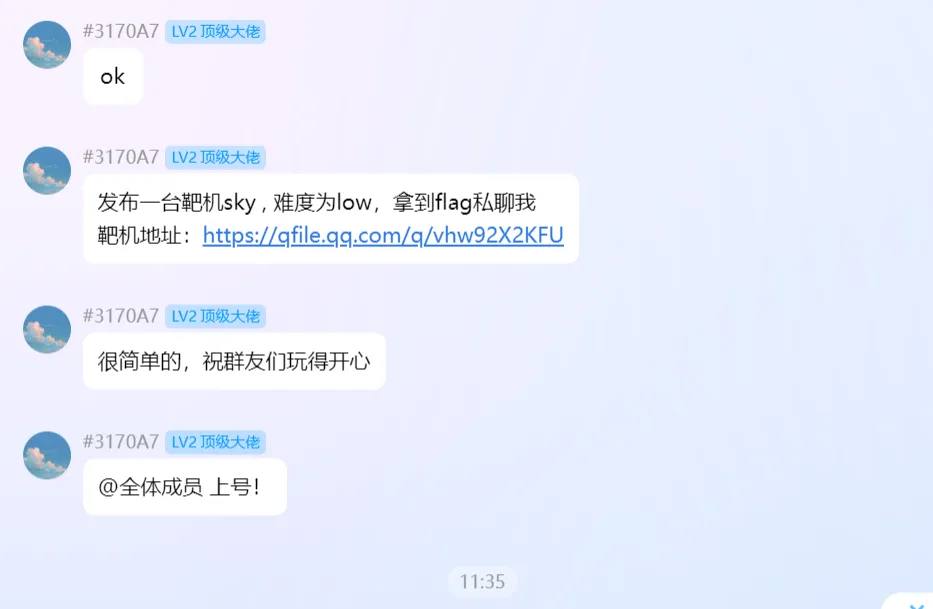 #3170A7 LV2 顶级大佬
ok
#3170A7 LV2 顶级大佬
发布一台靶机sky , 难度为low，拿到flag私聊我
靶机地址：https://qfile.qq.com/q/vhw92X2KFU
#3170A7 LV2 顶级大佬
很简单的，祝群友们玩得开心
#3170A7 LV2 顶级大佬
@全体成员 上号！
11:35